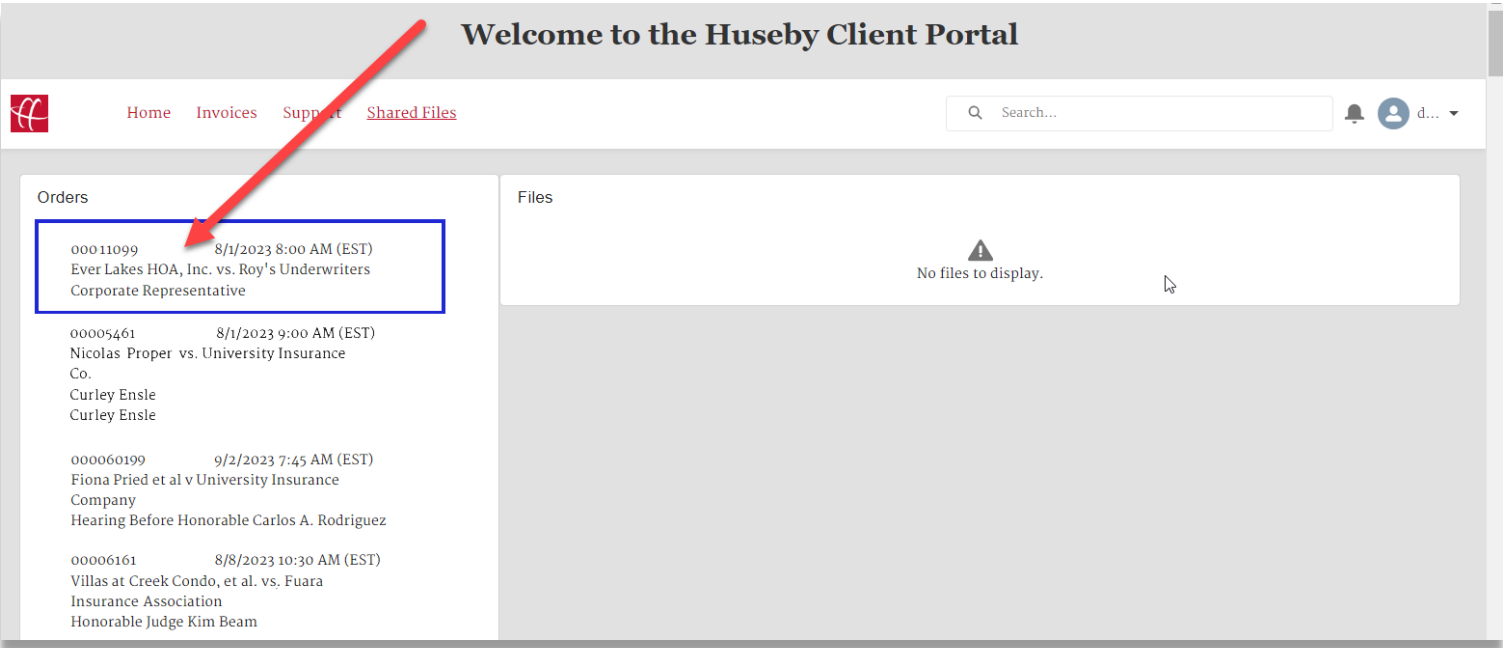 Welcome to the Huseby Client Portal
Home Invoices Support Shared Files
Search...
d...
Orders
00011099 8/1/2023 8:00 AM (EST)
Ever Lakes HOA, Inc. vs. Roy's Underwriters
Corporate Representative
00005461 8/1/2023 9:00 AM (EST)
Nicolas Proper vs. University Insurance
Co.
Curley Ensle
Curley Ensle
000060199 9/2/2023 7:45 AM (EST)
Fiona Pried et al v University Insurance
Company
Hearing Before Honorable Carlos A. Rodriguez
00006161 8/8/2023 10:30 AM (EST)
Villas at Creek Condo, et al. vs. Fuara
Insurance Association
Honorable Judge Kim Beam
Files
No files to display.